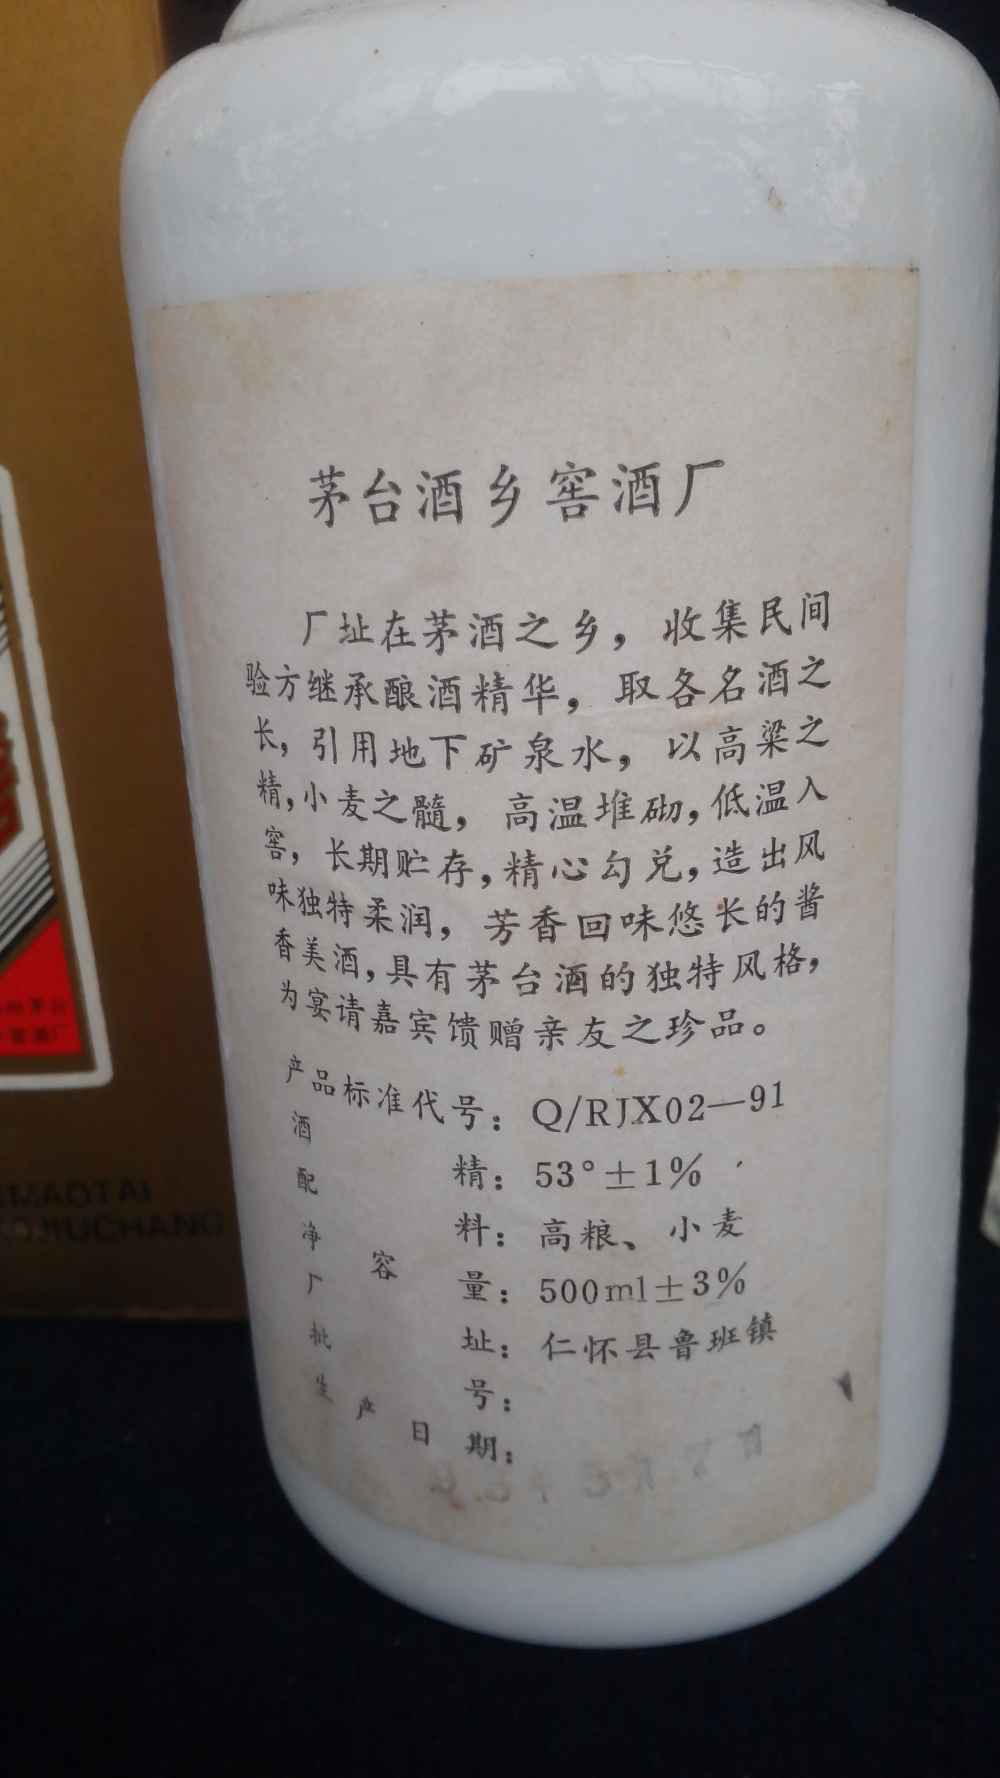 茅台酒乡窖酒厂
厂址在茅酒之乡，收集民间
验方继承酿酒精华，取各名酒之
长，引用地下矿泉水，以高梁之
精，小麦之髓，高温堆砌，低温入
窖，长期贮存，精心勾兑，造出风
味独特柔润，芳香回味悠长的酱
香美酒，具有茅台酒的独特风格，
为宴请嘉宾馈赠亲友之珍品。
产品标准代号：Q/RJX02—91
酒精：53°±1%
配料：高粮、小麦
净容量：500ml±3%
厂址：仁怀县鲁班镇
批号：
生产日期：
MAOTAI
JIUCHANG